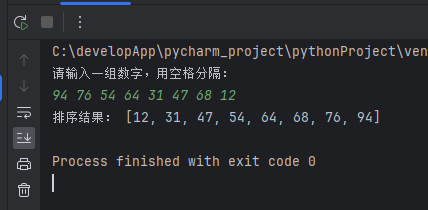 C:\developApp\pycharm_project\pythonProject\ven
请输入一组数字，用空格分隔：
94 76 54 64 31 47 68 12
排序结果： [12, 31, 47, 54, 64, 68, 76, 94]
Process finished with exit code 0